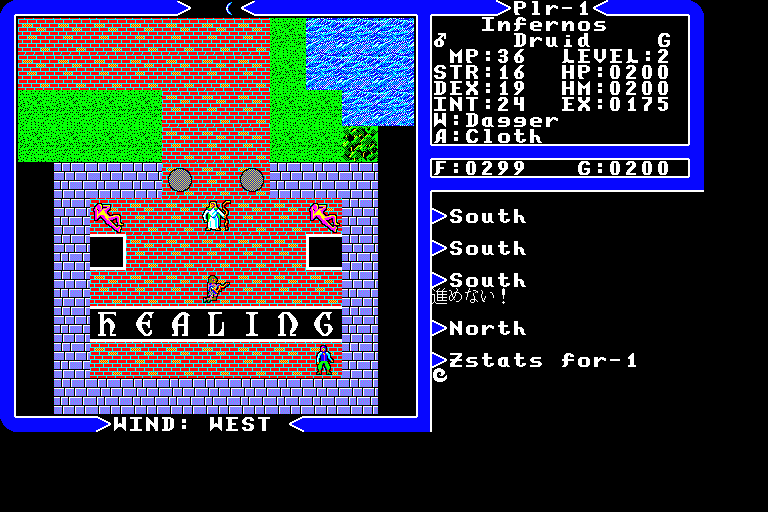 Plr-1
Infernos
♂ Druid G
MP:36 LEVEL:2
STR:16 HP:0200
DEX:19 HM:0200
INT:24 EX:0175
W:Dagger
A:Cloth
F:0299 G:0200
South
South
South
進めない!
North
Zstats for-1
HEALING
WIND: WEST